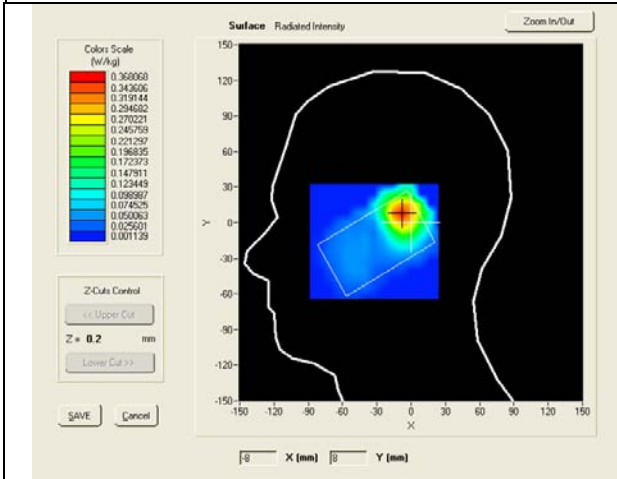 Surface Radiated Intensity
Zoom In/Out
Colors Scale
(W/kg)
0.368068
0.343606
0.319144
0.294682
0.270221
0.245759
0.221297
0.196835
0.172373
0.147911
0.123449
0.098987
0.074525
0.050063
0.025601
0.001139
150-
120-
90-
60-
30-
0-
-30-
-60-
-90-
-120-
-150-
Y
-150 -120 -90 -60 -30 0 30 60 90 120 150
X
Z-Cuts Control
<< Upper Cut
Z = 0.2 mm
Lower Cut >>
SAVE Cancel
-8 X (mm) 8 Y (mm)